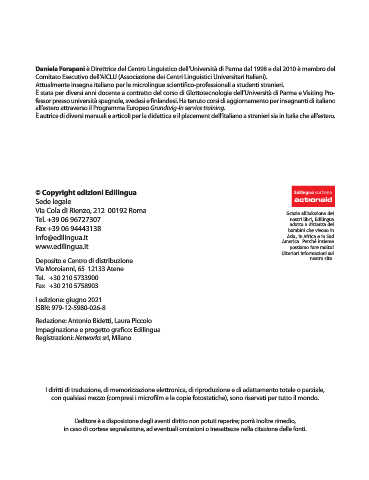 Daniela Forapani è Direttrice del Centro Linguistico dell'Università di Parma dal 1998 e dal 2010 è membro del
Comitato Esecutivo dell'AICLU (Associazione dei Centri Linguistici Universitari Italiani).
Attualmente insegna italiano per le microlingue scientifico-professionali a studenti stranieri.
È stata per diversi anni docente a contratto del corso di Glottotecnologie dell'Università di Parma e Visiting Pro-
fessor presso università spagnole, svedesi e finlandesi. Ha tenuto corsi di aggiornamento per insegnanti di italiano
all'estero attraverso il Programma Europeo Grundtvig-in service training.
È autrice di diversi manuali e articoli per la didattica e il placement dell'italiano a stranieri sia in Italia che all'estero.
© Copyright edizioni Edilingua
Sede legale
Via Cola di Rienzo, 212 00192 Roma
Tel. +39 06 96727307
Fax +39 06 94443138
info@edilingua.it
www.edilingua.it
Deposito e Centro di distribuzione
Via Moroianni, 65 12133 Atene
Tel. +30 210 5733900
Fax +30 210 5758903
I edizione: giugno 2021
ISBN: 979-12-5980-026-8
Redazione: Antonio Bidetti, Laura Piccolo
Impaginazione e progetto grafico: Edilingua
Registrazioni: Networks srl, Milano
Edilingua sostiene
actionaid
Grazie all'adozione dei
nostri libri, Edilingua
adotta a distanza dei
bambini che vivono in
Asia, in Africa e in Sud
America. Perché insieme
possiamo fare molto!
Ulteriori informazioni sul
nostro sito.
I diritti di traduzione, di memorizzazione elettronica, di riproduzione e di adattamento totale o parziale,
con qualsiasi mezzo (compresi i microfilm e le copie fotostatiche), sono riservati per tutto il mondo.
L'editore è a disposizione degli aventi diritto non potuti reperire; porrà inoltre rimedio,
in caso di cortese segnalazione, ad eventuali omissioni o inesattezze nella citazione delle fonti.